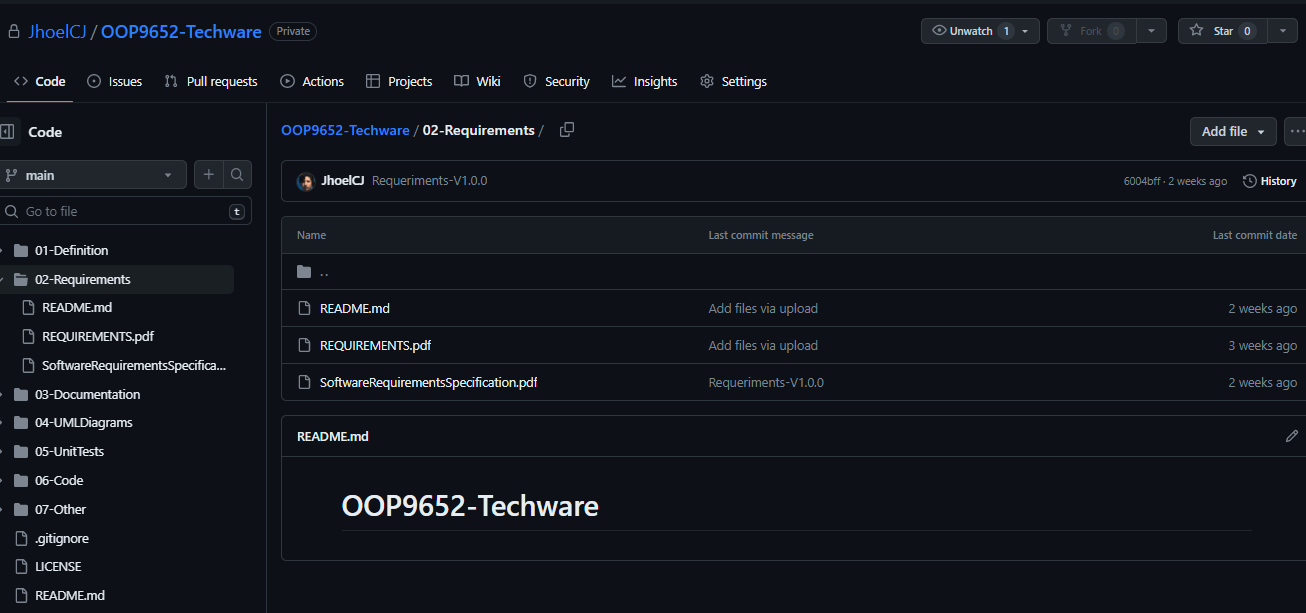 JhoelCJ / OOP9652-Techware Private
Unwatch 1
Fork 0
Star 0
Code
Issues
Pull requests
Actions
Projects
Wiki
Security
Insights
Settings
Code
main
Go to file
t
01-Definition
02-Requirements
README.md
REQUIREMENTS.pdf
SoftwareRequirementsSpecifica...
03-Documentation
04-UMLDiagrams
05-UnitTests
06-Code
07-Other
.gitignore
LICENSE
README.md
OOP9652-Techware / 02-Requirements /
Add file
JhoelCJ Requeriments-V1.0.0
6004bff · 2 weeks ago
History
Name Last commit message Last commit date
..
README.md Add files via upload 2 weeks ago
REQUIREMENTS.pdf Add files via upload 3 weeks ago
SoftwareRequirementsSpecification.pdf Requeriments-V1.0.0 2 weeks ago
README.md
OOP9652-Techware